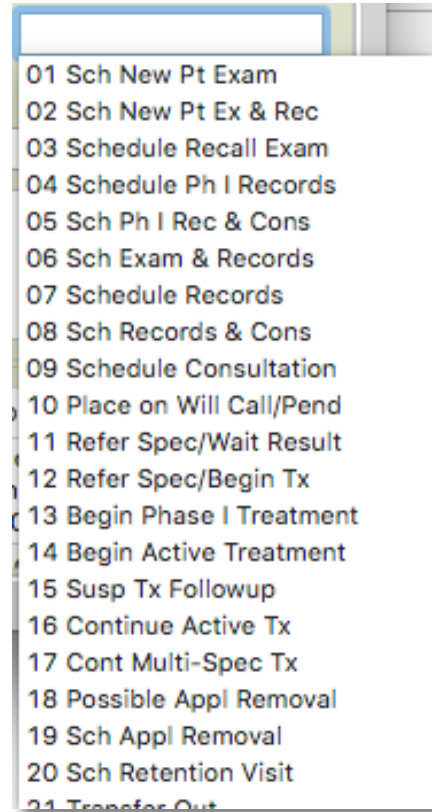 01 Sch New Pt Exam
02 Sch New Pt Ex & Rec
03 Schedule Recall Exam
04 Schedule Ph I Records
05 Sch Ph I Rec & Cons
06 Sch Exam & Records
07 Schedule Records
08 Sch Records & Cons
09 Schedule Consultation
10 Place on Will Call/Pend
11 Refer Spec/Wait Result
12 Refer Spec/Begin Tx
13 Begin Phase I Treatment
14 Begin Active Treatment
15 Susp Tx Followup
16 Continue Active Tx
17 Cont Multi-Spec Tx
18 Possible Appl Removal
19 Sch Appl Removal
20 Sch Retention Visit
21 Transfer Out